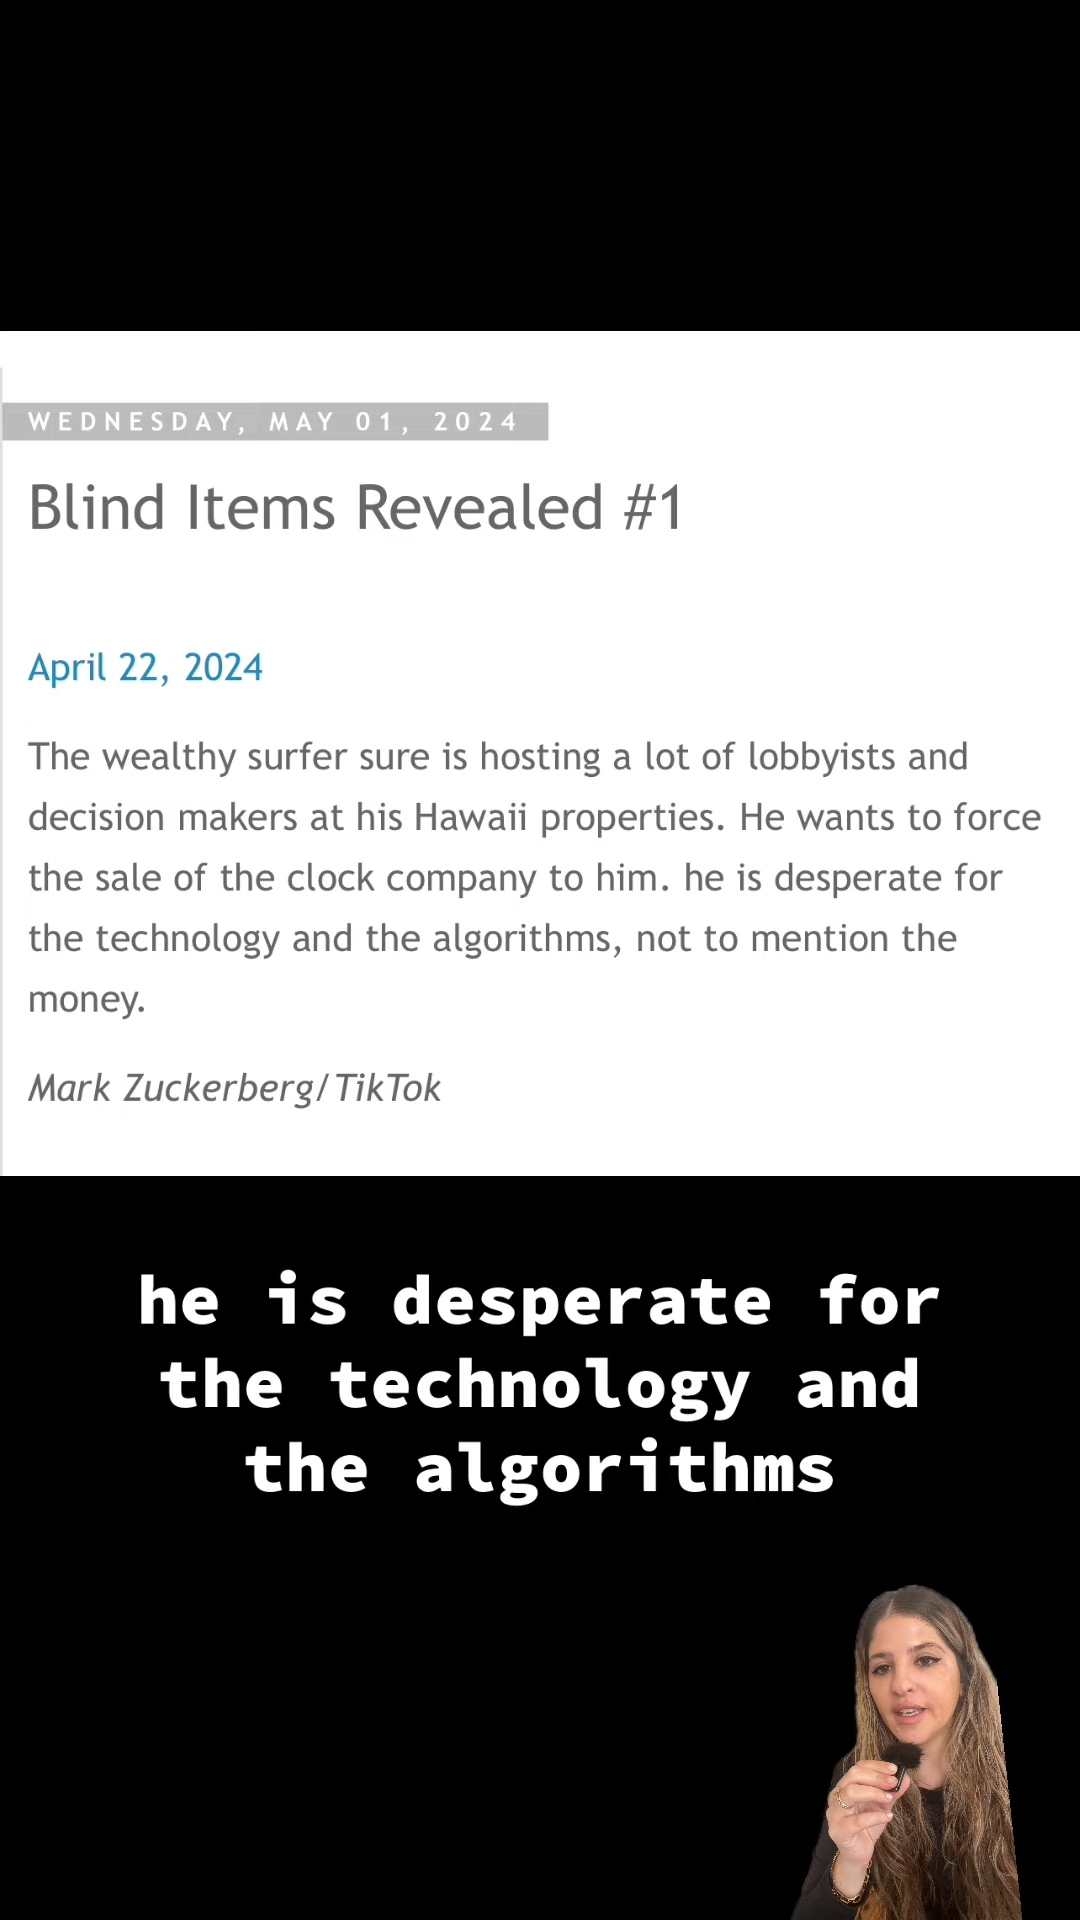 WEDNESDAY, MAY 01, 2024
Blind Items Revealed #1
April 22, 2024
The wealthy surfer sure is hosting a lot of lobbyists and
decision makers at his Hawaii properties. He wants to force
the sale of the clock company to him. he is desperate for
the technology and the algorithms, not to mention the
money.
Mark Zuckerberg/TikTok
he is desperate for
the technology and
the algorithms